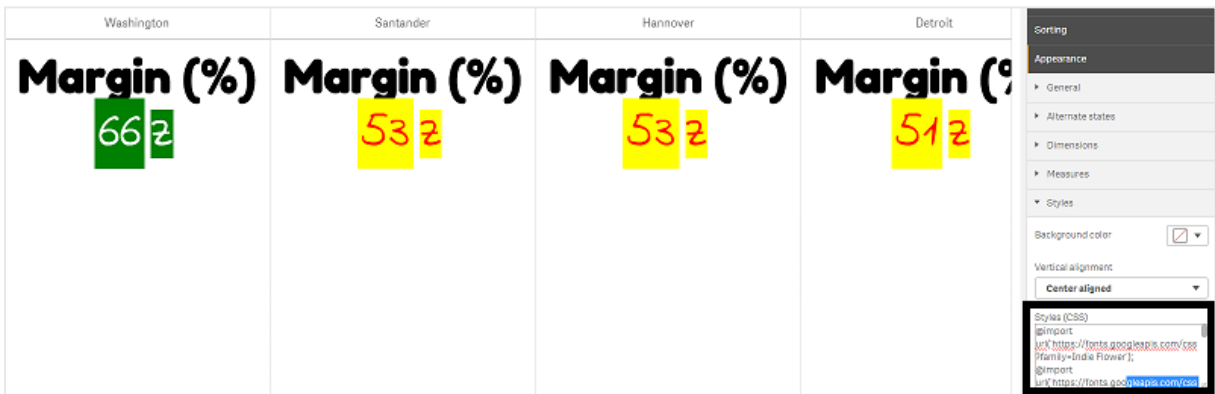 Washington Santander Hannover Detroit
Margin (%) Margin (%) Margin (%) Margin (%
66 z 53 z 53 z 51 z
Sorting
Appearance
General
Alternate states
Dimensions
Measures
Styles
Background color
Vertical alignment
Center aligned
Styles (CSS)
@import
url('https://fonts.googleapis.com/css
?family=Indie Flower');
@import
url('https://fonts.googleapis.com/css